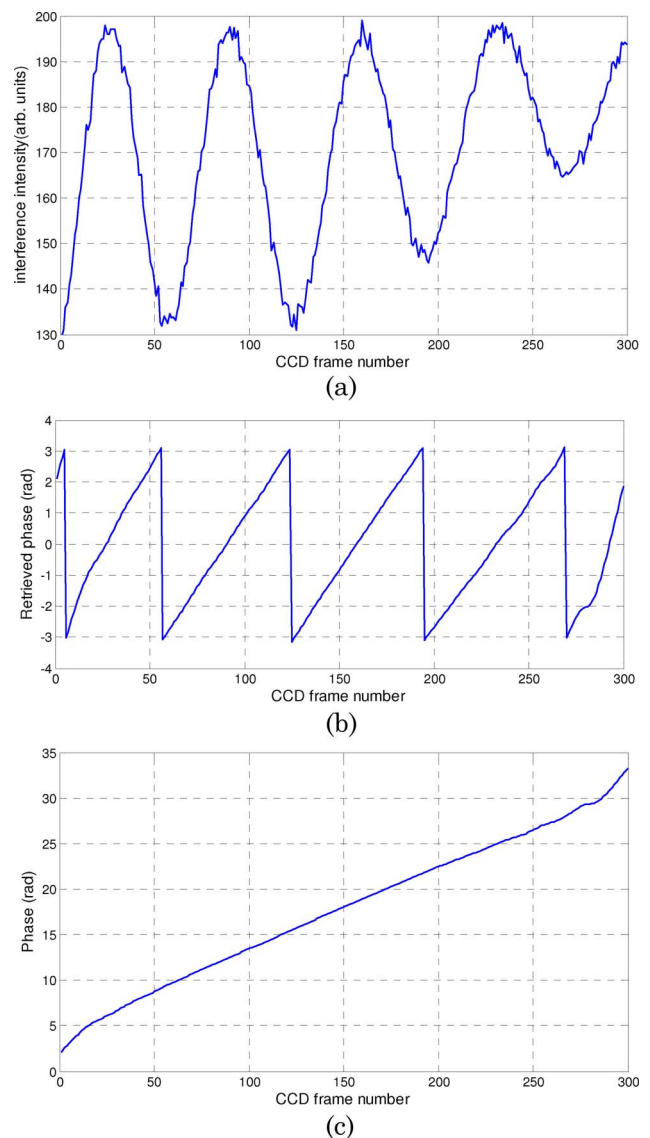 200
190
180
170
160
150
140
130
interference intensity(arb. units)
0 50 100 150 200 250 300
CCD frame number
(a)
4
3
2
1
0
-1
-2
-3
-4
Retrieved phase (rad)
0 50 100 150 200 250 300
CCD frame number
(b)
35
30
25
20
15
10
5
0
Phase (rad)
0 50 100 150 200 250 300
CCD frame number
(c)